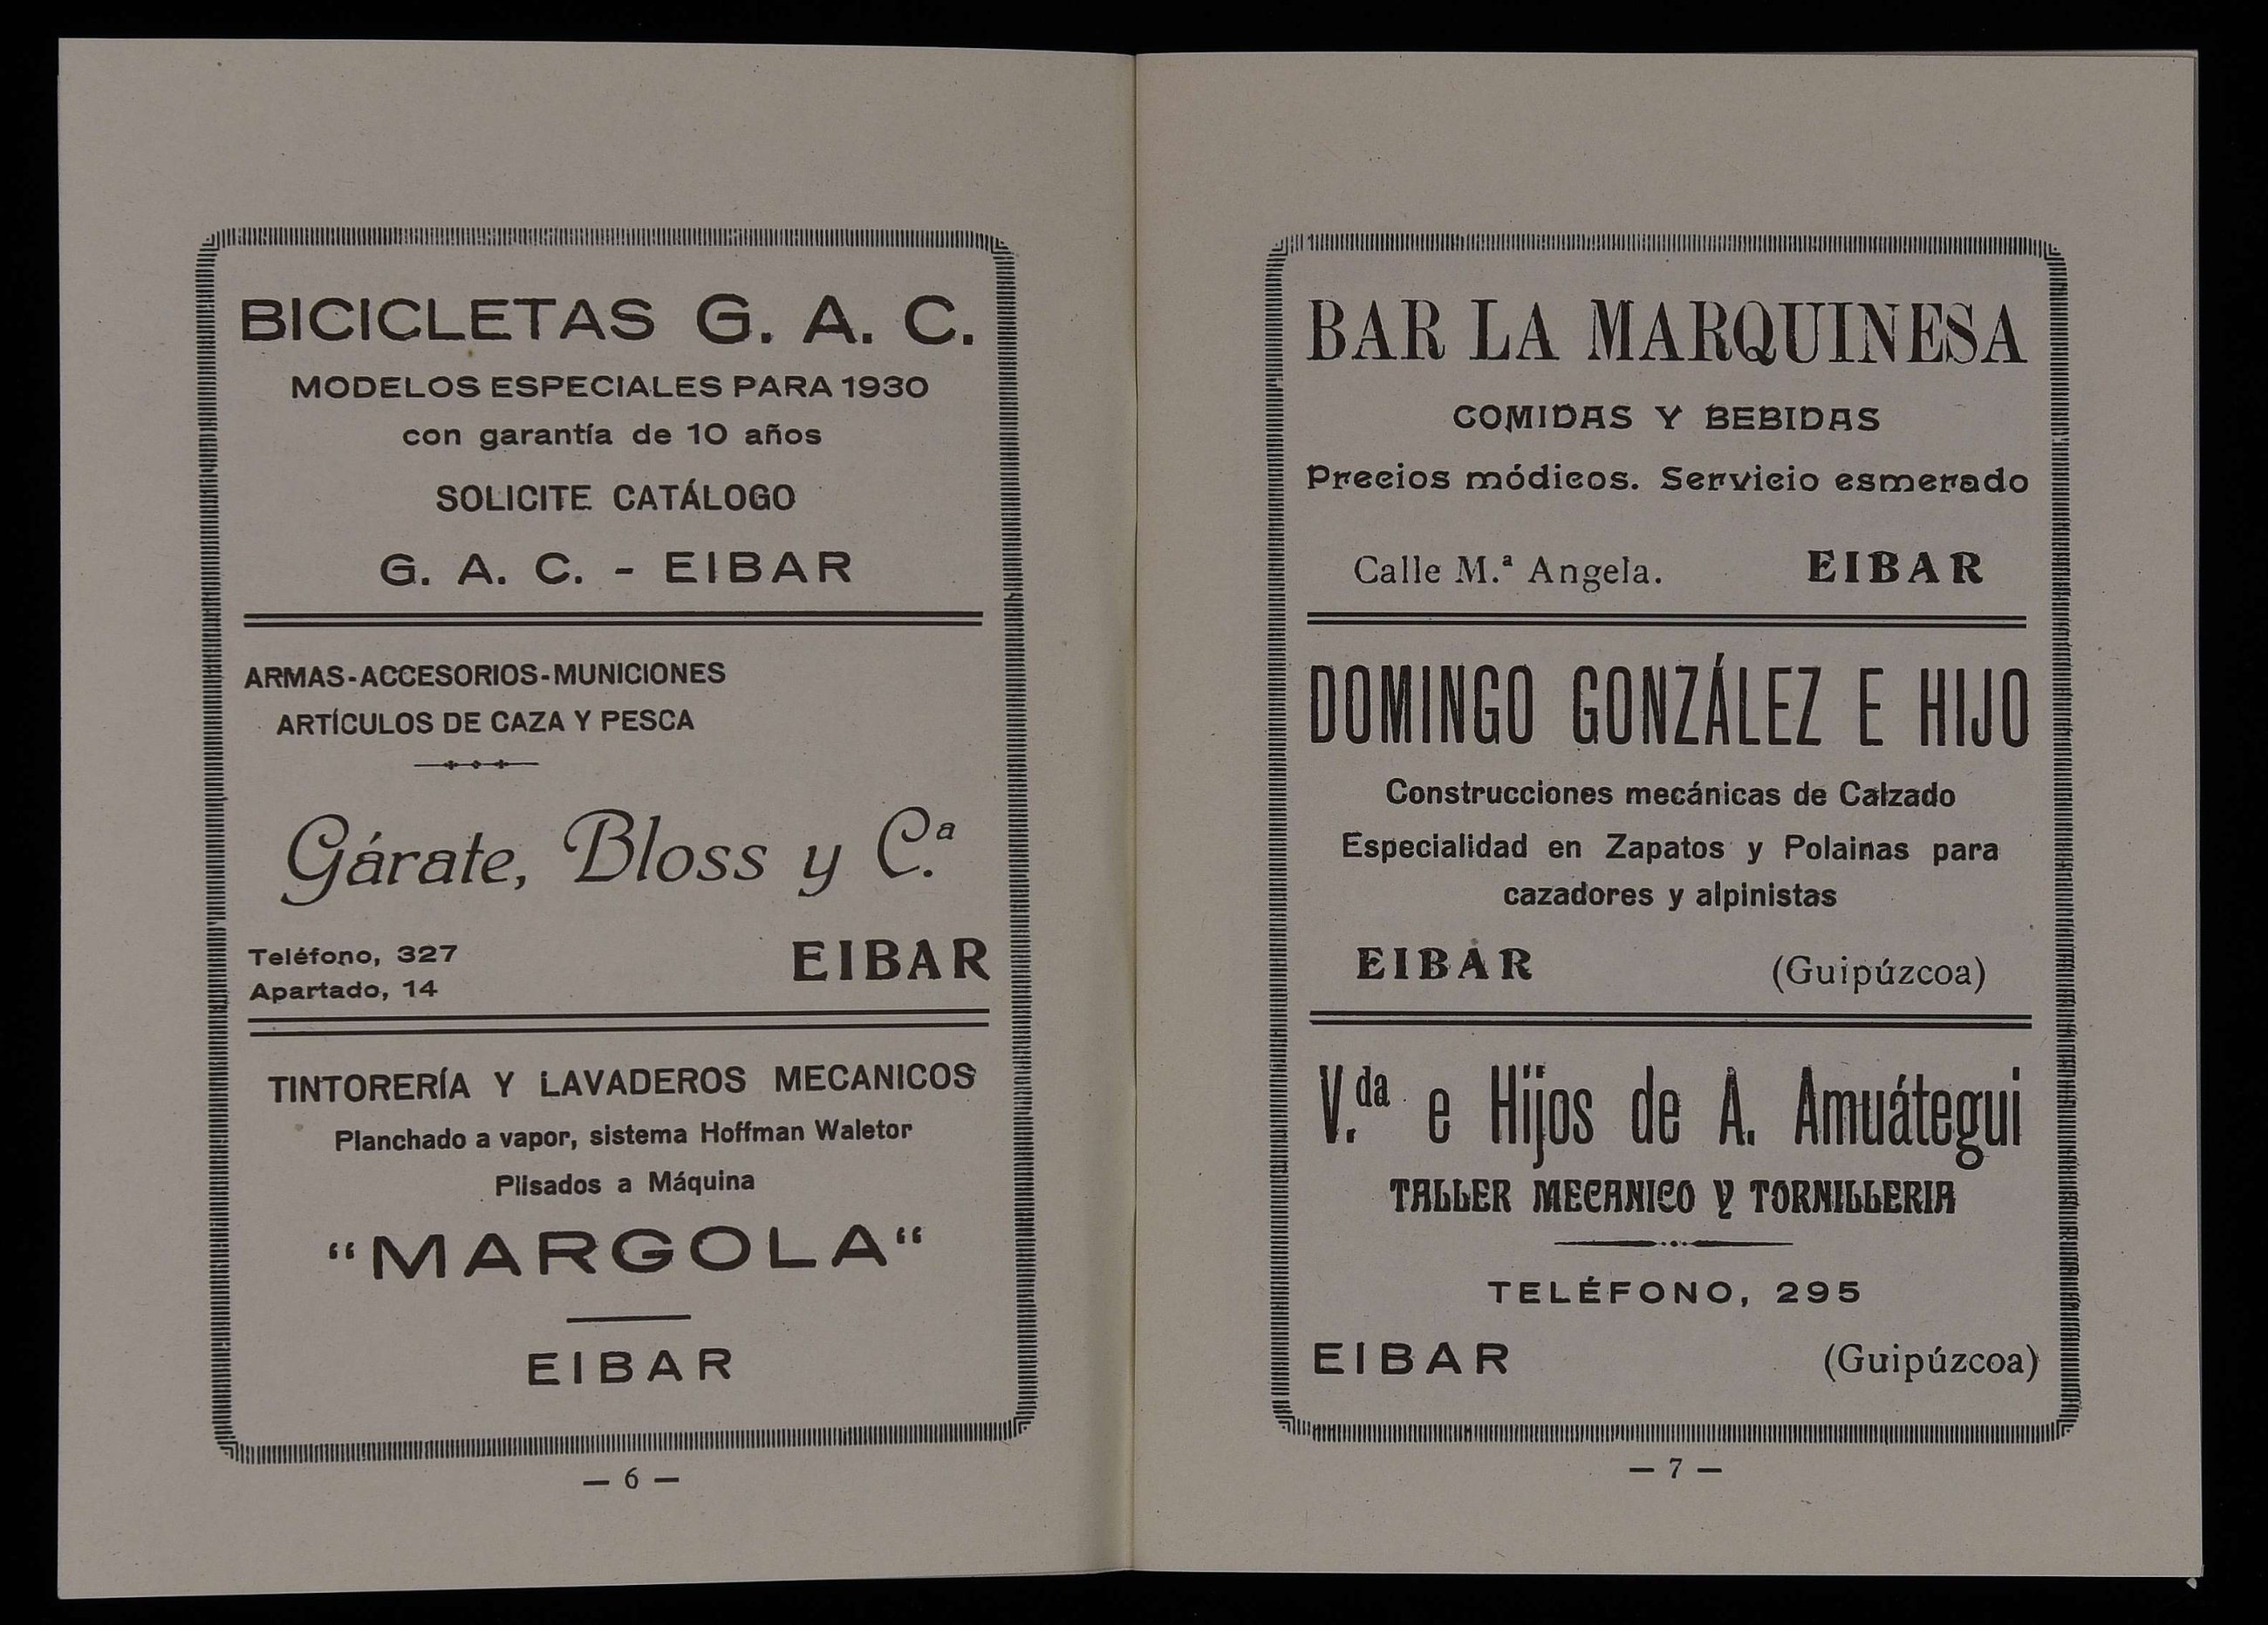 BICICLETAS G. A. C.
MODELOS ESPECIALES PARA 1930
con garantía de 10 años
SOLICITE CATÁLOGO
G. A. C. - EIBAR
ARMAS-ACCESORIOS-MUNICIONES
ARTÍCULOS DE CAZA Y PESCA
Gárate, Bloss y C.ª
Teléfono, 327
Apartado, 14
EIBAR
TINTORERÍA Y LAVADEROS MECANICOS
Planchado a vapor, sistema Hoffman Waletor
Plisados a Máquina
“MARGOLA“
EIBAR
— 6 —
BAR LA MARQUINESA
COMIDAS Y BEBIDAS
Precios módicos. Servicio esmerado
Calle M.ª Angela. EIBAR
DOMINGO GONZÁLEZ E HIJO
Construcciones mecánicas de Calzado
Especialidad en Zapatos y Polainas para
cazadores y alpinistas
EIBAR (Guipúzcoa)
V.da e Hijos de A. Amuátegui
TALLER MECANICO Y TORNILLERIA
TELÉFONO, 295
EIBAR (Guipúzcoa)
— 7 —